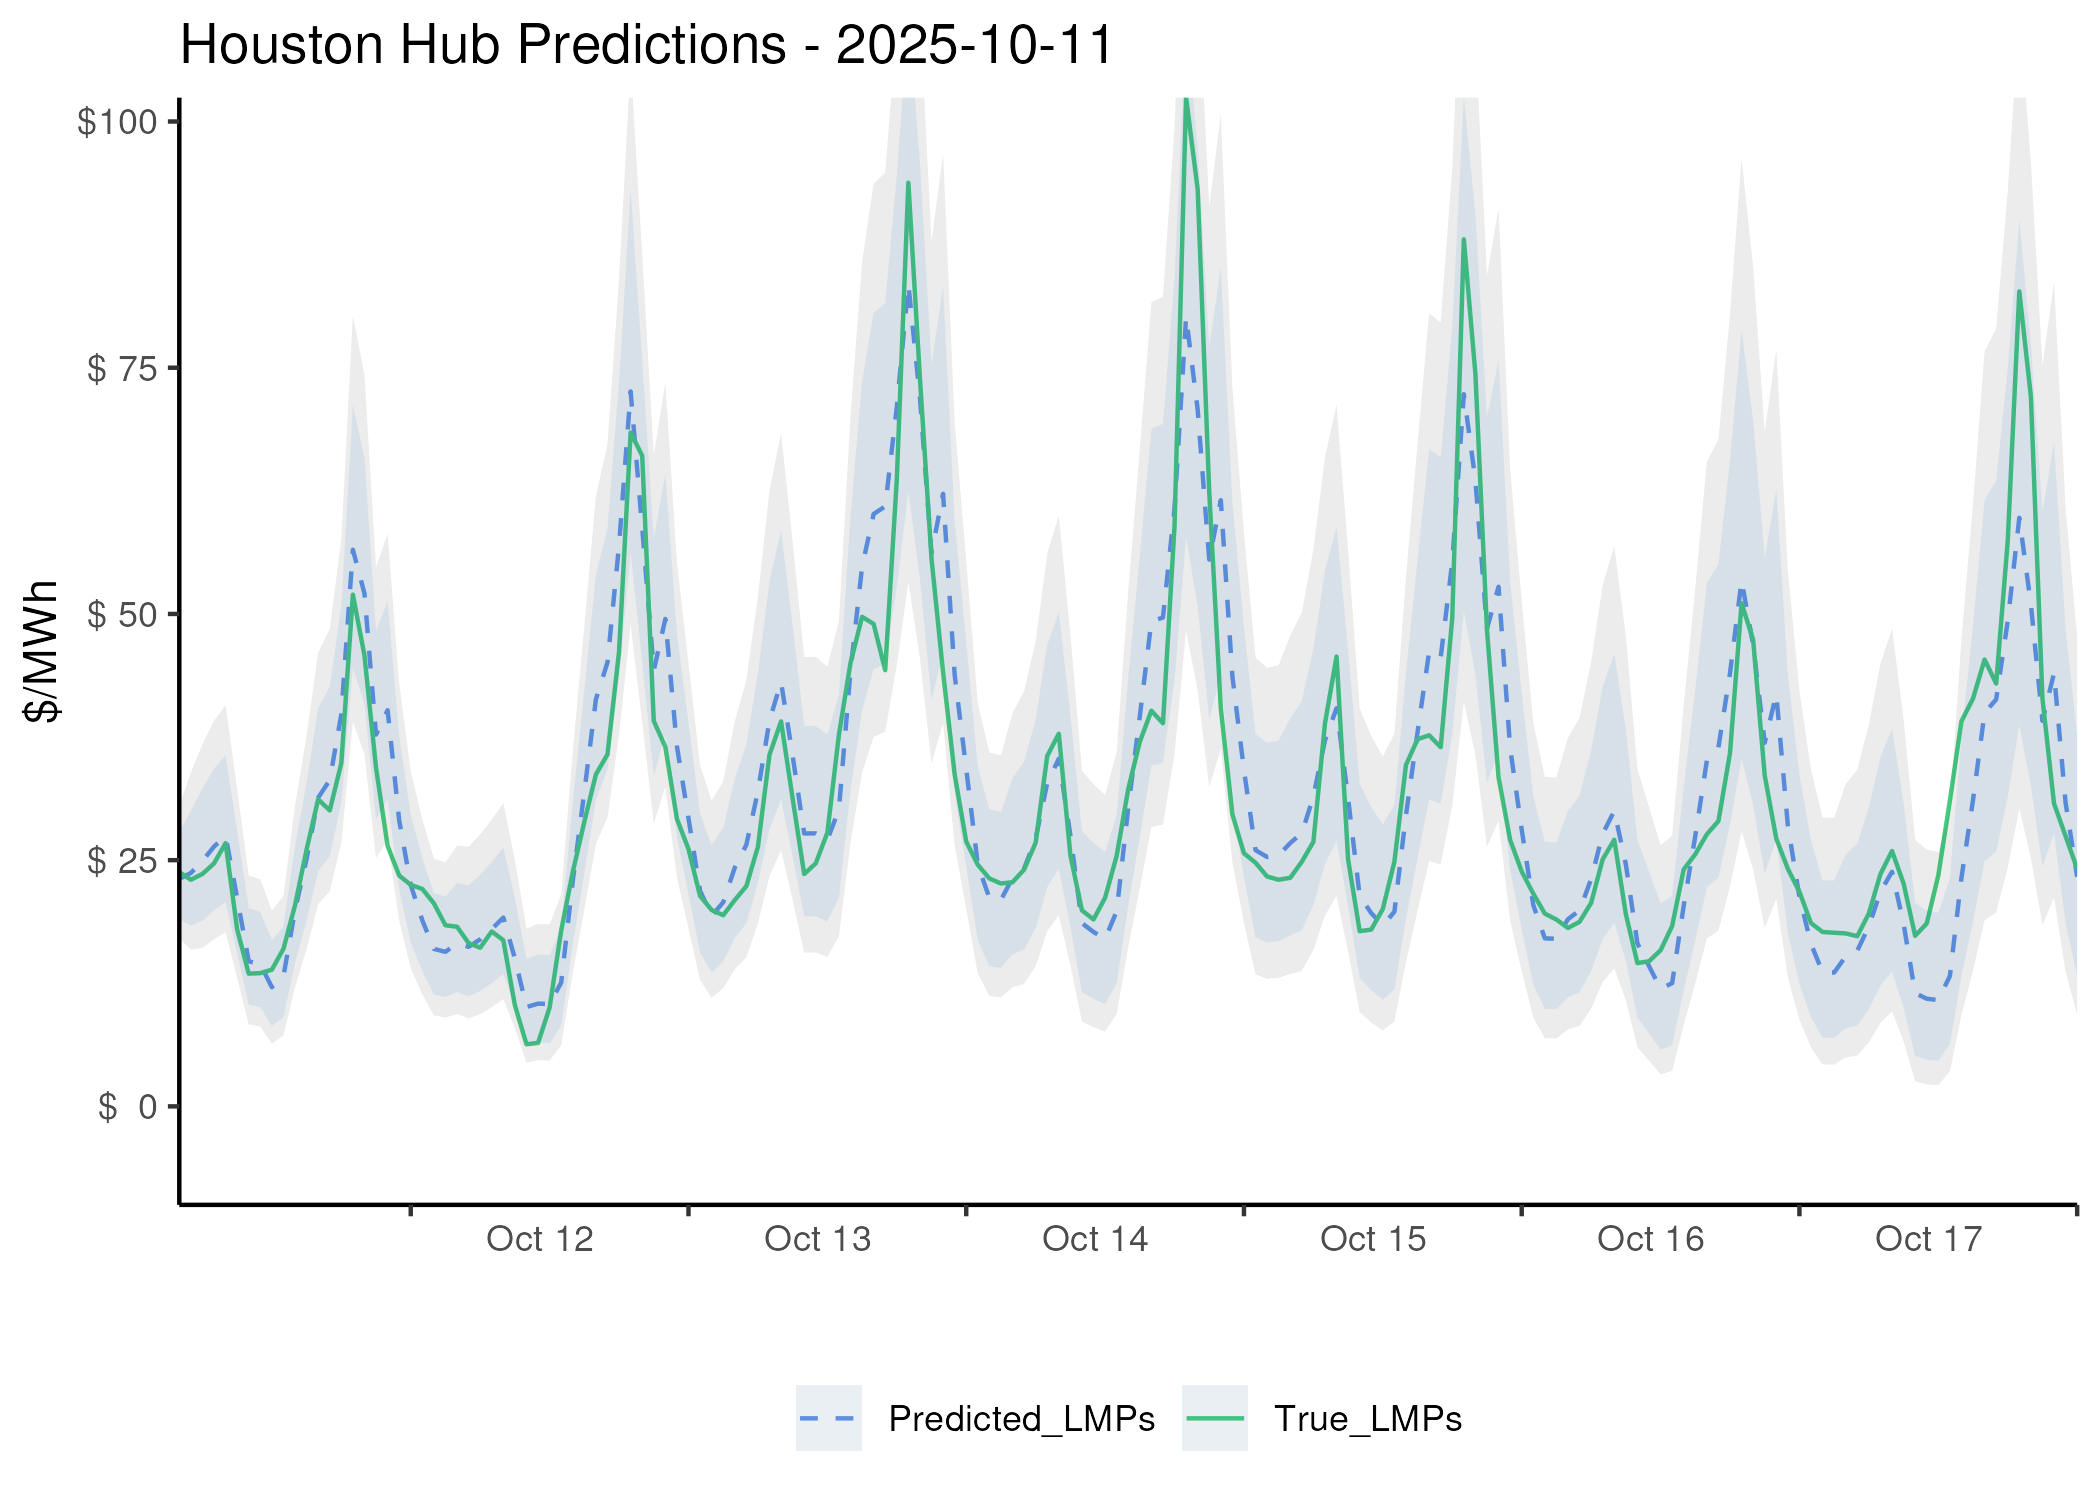 Houston Hub Predictions - 2025-10-11
$100
$ 75
$ 50
$ 25
$ 0
$/MWh
Oct 12
Oct 13
Oct 14
Oct 15
Oct 16
Oct 17
Predicted_LMPs
True_LMPs